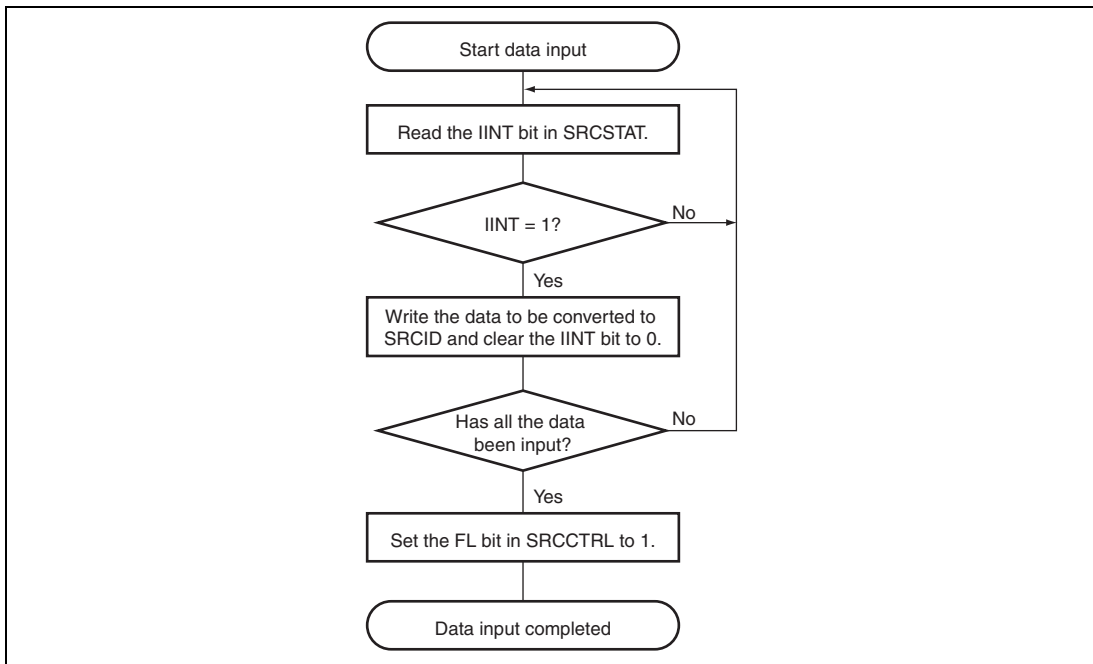 Start data input
Read the IINT bit in SRCSTAT.
IINT = 1?
No
Yes
Write the data to be converted to
SRCID and clear the IINT bit to 0.
Has all the data
been input?
No
Yes
Set the FL bit in SRCCTRL to 1.
Data input completed